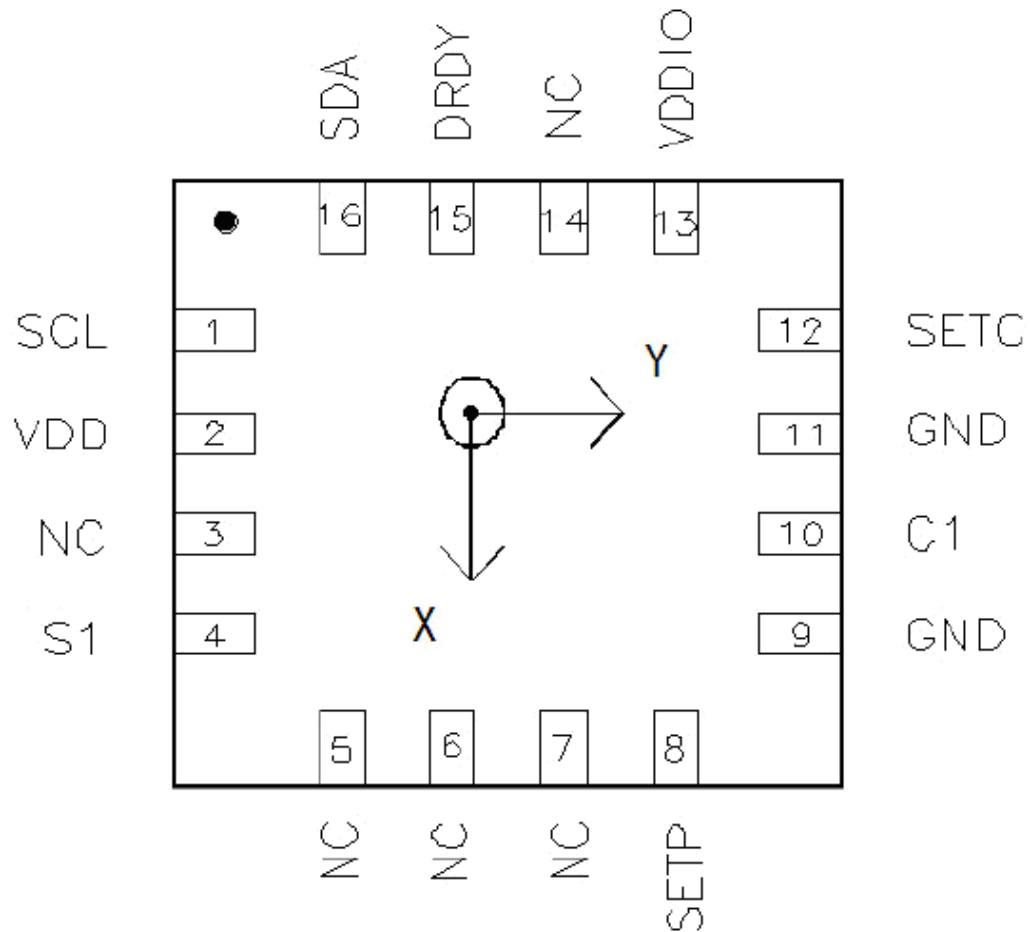 SDA
DRDY
NC
VDDIO
16 15 14 13
SCL 1 12 SETC
Y
VDD 2 11 GND
NC 3 10 C1
X
S1 4 9 GND
5 6 7 8
NC
NC
NC
SETP